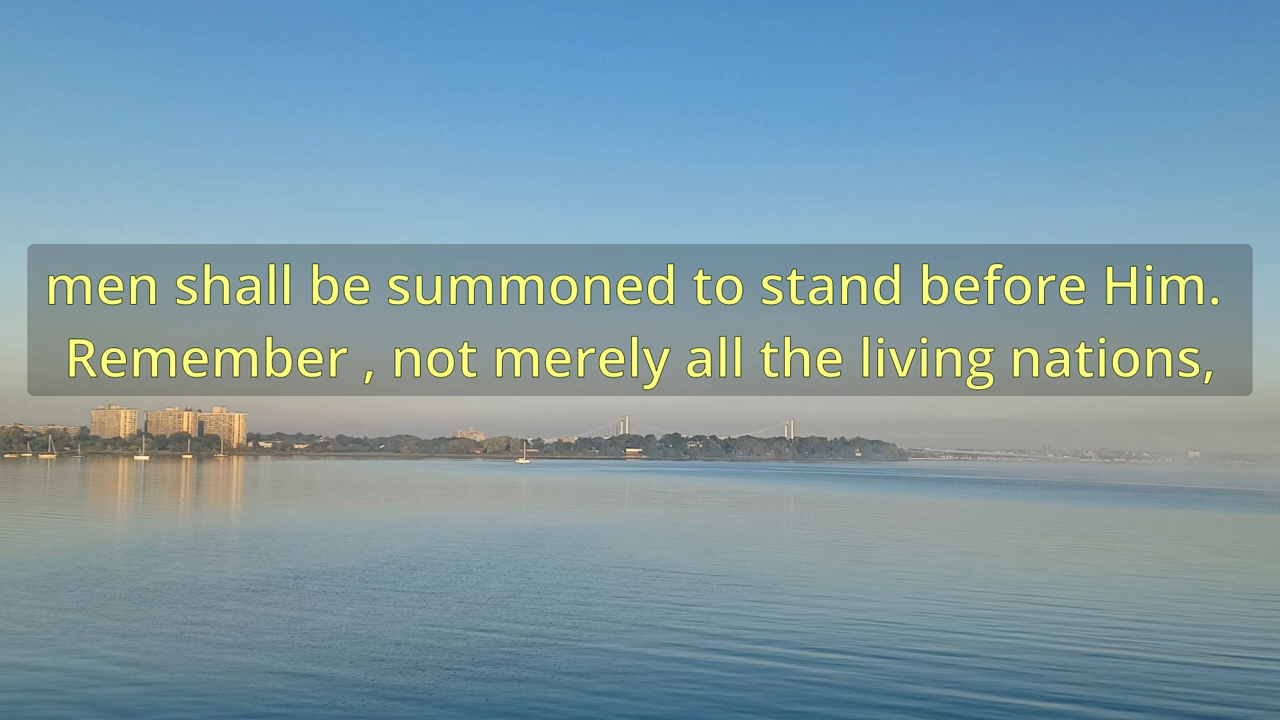 men shall be summoned to stand before Him.
Remember , not merely all the living nations,